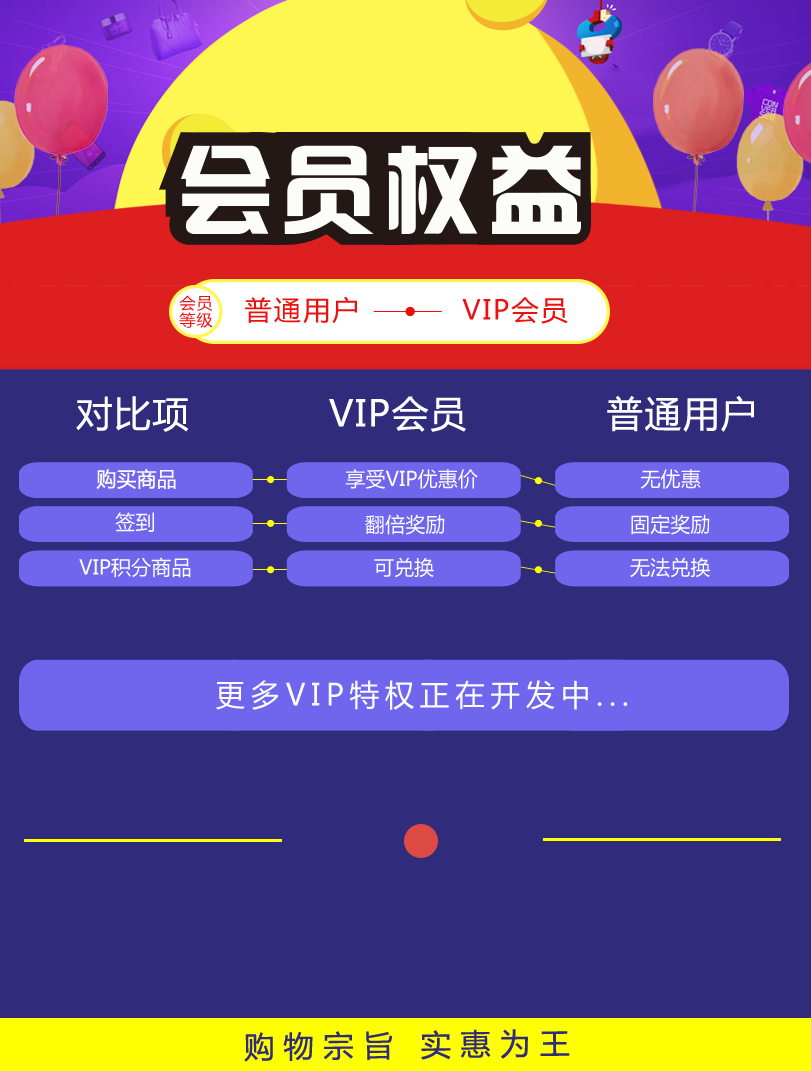 CON
VER
会员权益
会员
等级
普通用户 VIP会员
对比项 VIP会员 普通用户
购买商品 享受VIP优惠价 无优惠
签到 翻倍奖励 固定奖励
VIP积分商品 可兑换 无法兑换
更多VIP特权正在开发中...
购物宗旨 实惠为王